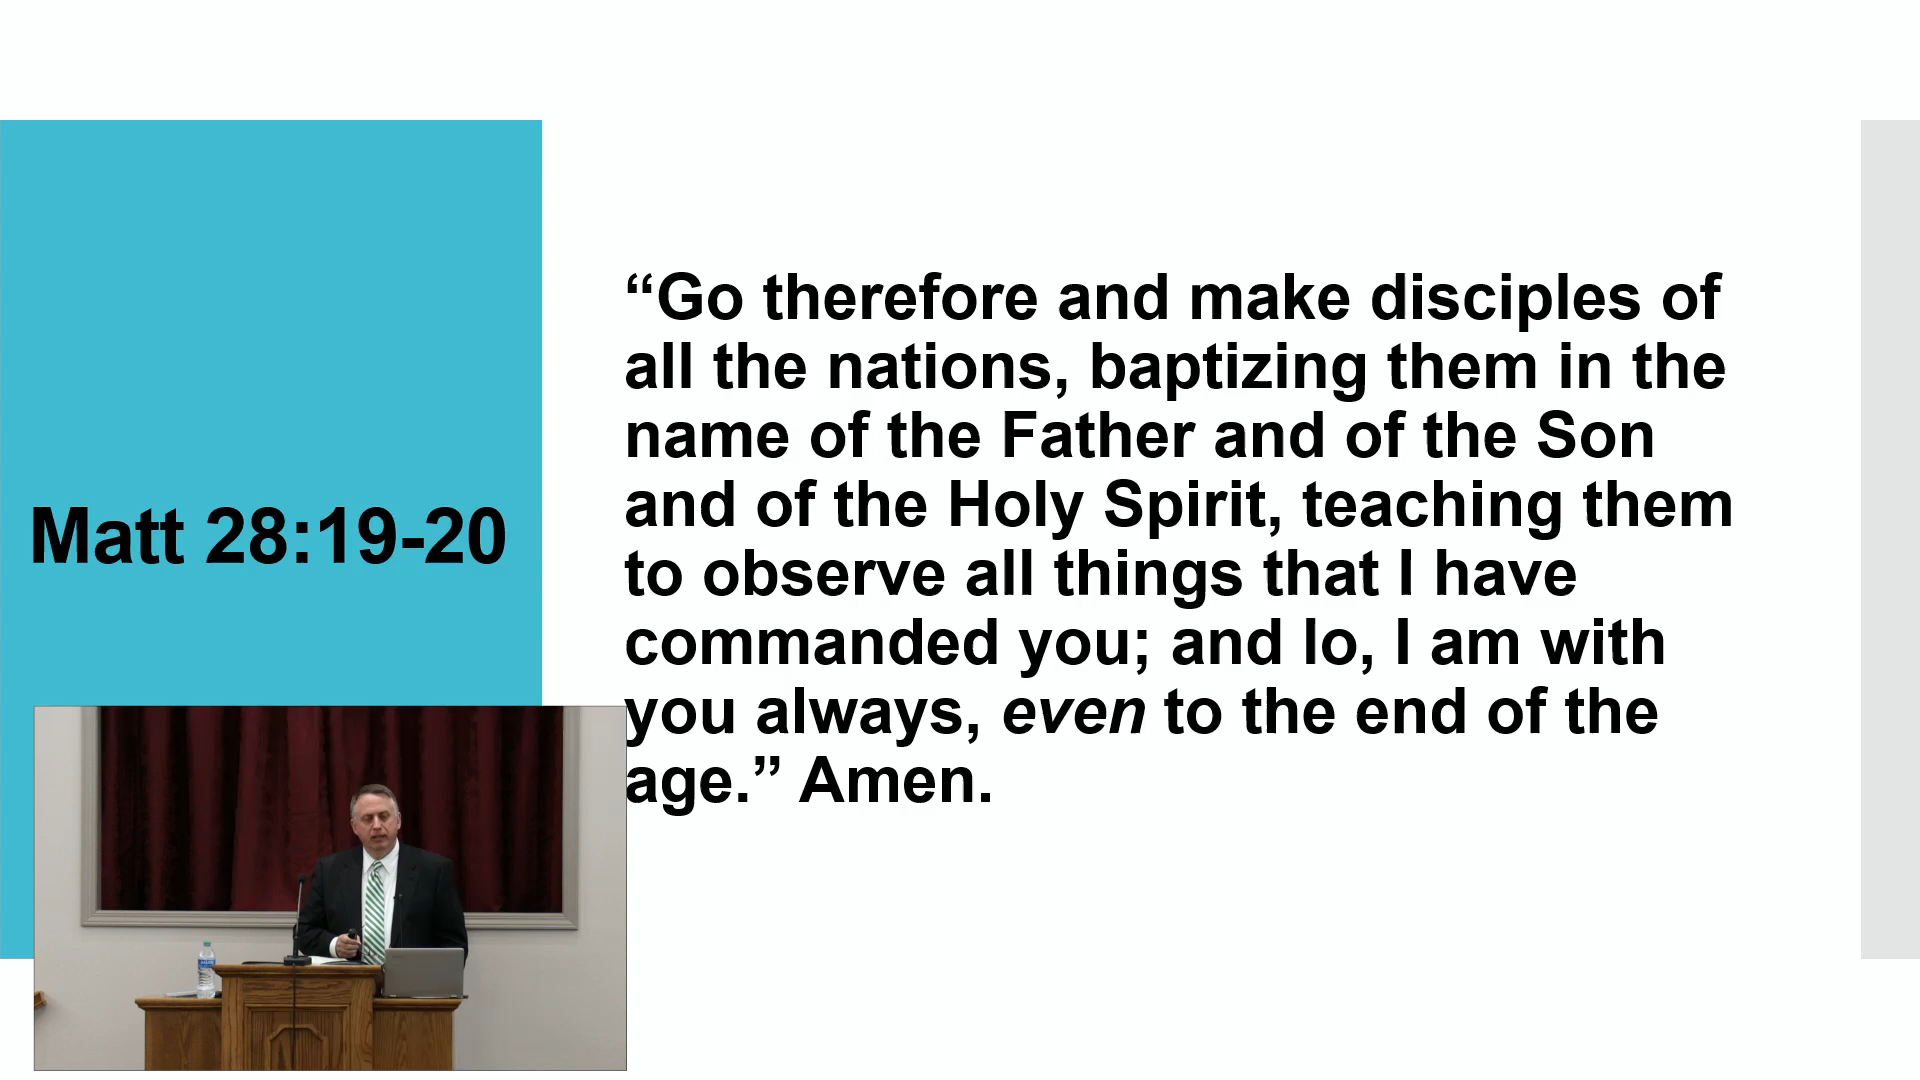 Matt 28:19-20
“Go therefore and make disciples of
all the nations, baptizing them in the
name of the Father and of the Son
and of the Holy Spirit, teaching them
to observe all things that I have
commanded you; and lo, I am with
you always, even to the end of the
age.” Amen.